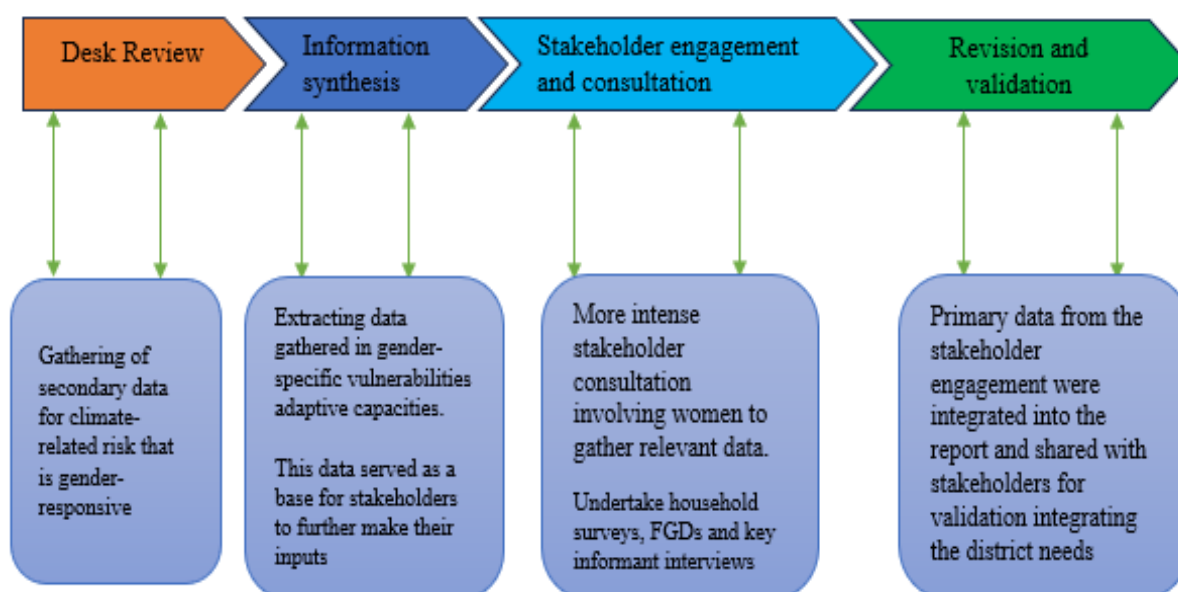 Desk Review
Information
synthesis
Stakeholder engagement
and consultation
Revision and
validation
Gathering of
secondary data
for climate-
related risk that
is gender-
responsive
Extracting data
gathered in gender-
specific vulnerabilities
adaptive capacities.
This data served as a
base for stakeholders
to further make their
inputs
More intense
stakeholder
consultation
involving women to
gather relevant data.
Undertake household
surveys, FGDs and key
informant interviews
Primary data from the
stakeholder
engagement were
integrated into the
report and shared with
stakeholders for
validation integrating
the district needs